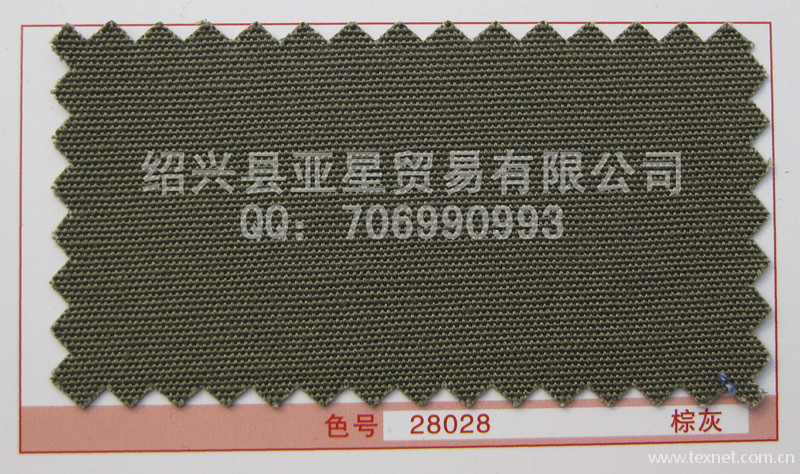 绍兴县亚星贸易有限公司
QQ：706990993
色号 28028 棕灰
www.texnet.com.cn